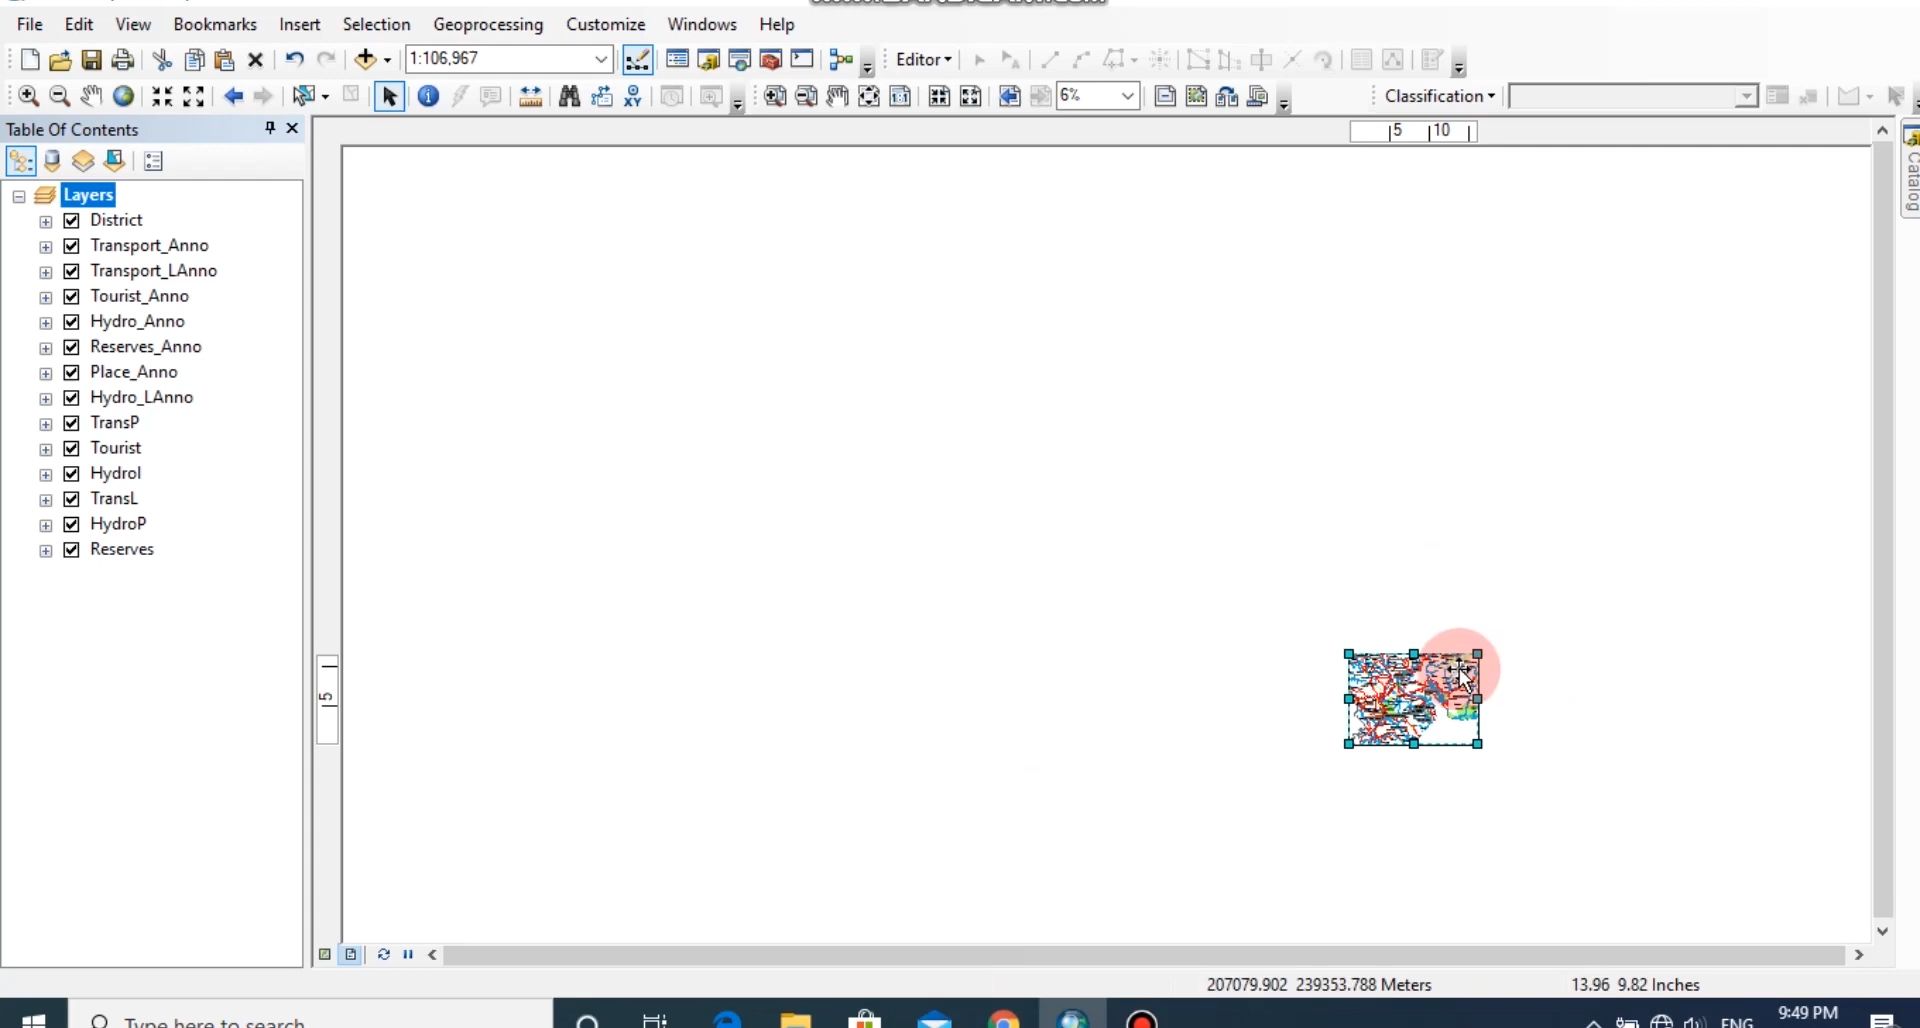 File Edit View Bookmarks Insert Selection Geoprocessing Customize Windows Help
1:106,967 Editor
6% Classification
Table Of Contents
5 10
Catalog
Layers
District
Transport_Anno
Transport_LAnno
Tourist_Anno
Hydro_Anno
Reserves_Anno
Place_Anno
Hydro_LAnno
TransP
Tourist
Hydrol
TransL
HydroP
Reserves
5
207079.902 239353.788 Meters 13.96 9.82 Inches
Type here to search
ENG 9:49 PM